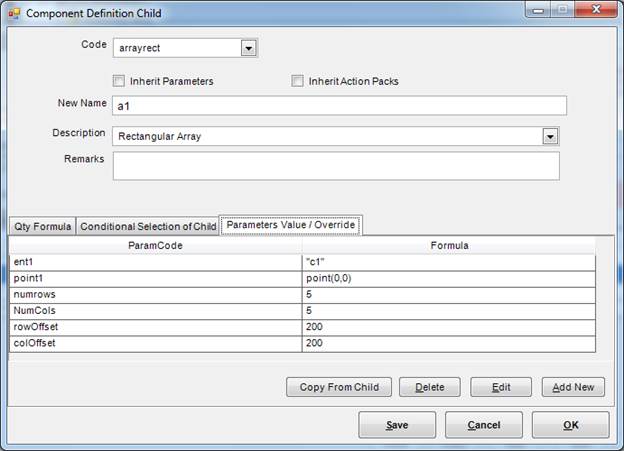 Component Definition Child
Code arrayrect
Inherit Parameters Inherit Action Packs
New Name a1
Description Rectangular Array
Remarks
Qty Formula Conditional Selection of Child Parameters Value / Override
ParamCode Formula
ent1 "c1"
point1 point(0,0)
numrows 5
NumCols 5
rowOffset 200
colOffset 200
Copy From Child Delete Edit Add New
Save Cancel OK